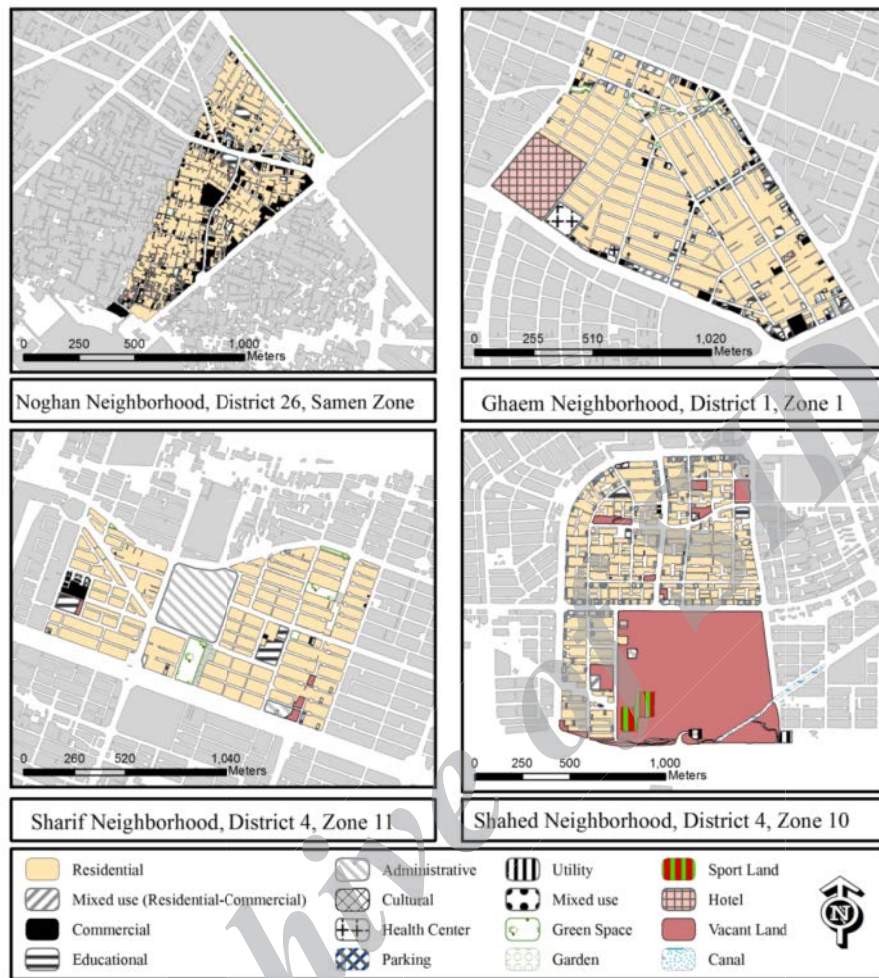 0 250 500 1,000
Meters
Noghan Neighborhood, District 26, Samen Zone
0 255 510 1,020
Meters
Ghaem Neighborhood, District 1, Zone 1
0 260 520 1,040
Meters
Sharif Neighborhood, District 4, Zone 11
0 250 500 1,000
Meters
Shahed Neighborhood, District 4, Zone 10
Residential
Mixed use (Residential-Commercial)
Commercial
Educational
Administrative
Cultural
Health Center
Parking
Utility
Mixed use
Green Space
Garden
Sport Land
Hotel
Vacant Land
Canal
N
hive of